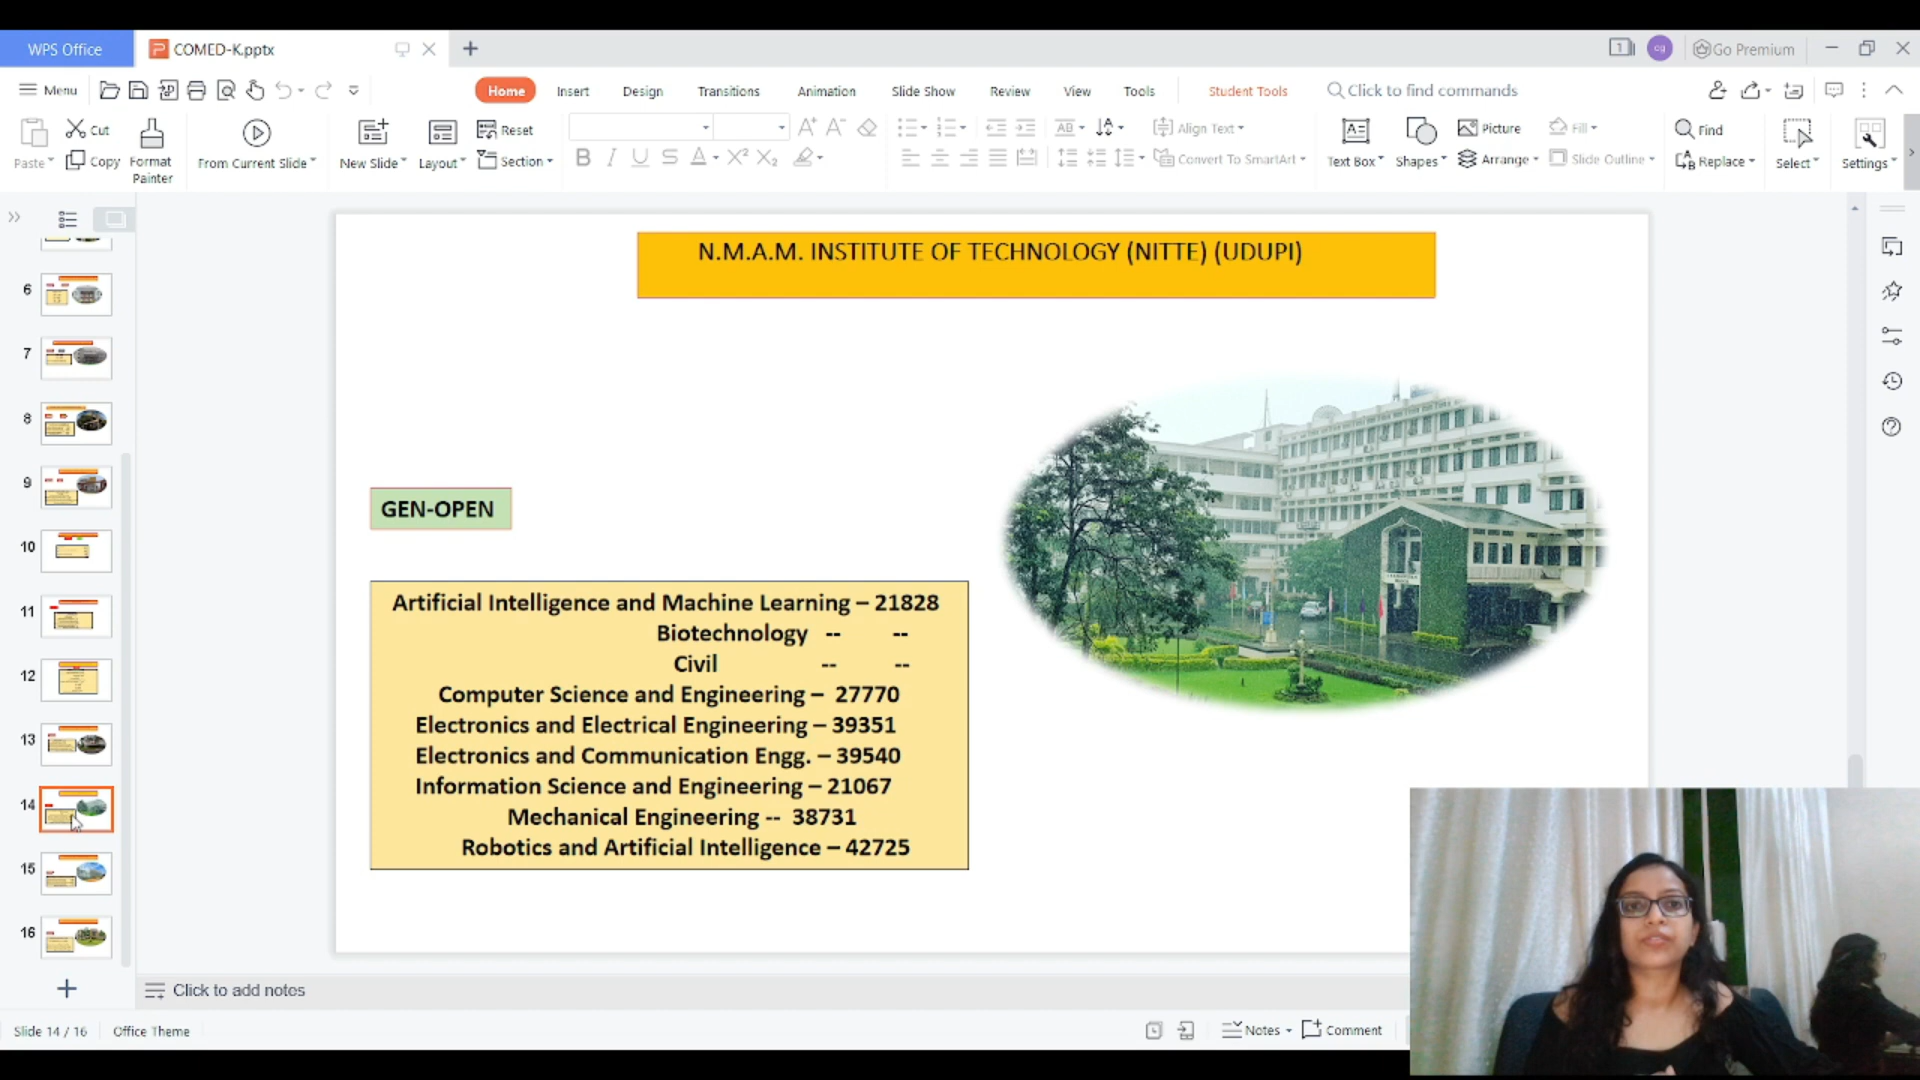 WPS Office
COMED-K.pptx
1
cg
Go Premium
Menu
Home
Insert
Design
Transitions
Animation
Slide Show
Review
View
Tools
Student Tools
Click to find commands
Paste
Cut
Copy
Format Painter
From Current Slide
New Slide
Layout
Reset
Section
Align Text
Convert To SmartArt
Text Box
Shapes
Picture
Arrange
Fill
Slide Outline
Find
Replace
Select
Settings
6
7
8
9
10
11
12
13
14
15
16
N.M.A.M. INSTITUTE OF TECHNOLOGY (NITTE) (UDUPI)
GEN-OPEN
Artificial Intelligence and Machine Learning – 21828
Biotechnology -- --
Civil -- --
Computer Science and Engineering – 27770
Electronics and Electrical Engineering – 39351
Electronics and Communication Engg. – 39540
Information Science and Engineering – 21067
Mechanical Engineering -- 38731
Robotics and Artificial Intelligence – 42725
Click to add notes
Slide 14 / 16
Office Theme
Notes
Comment